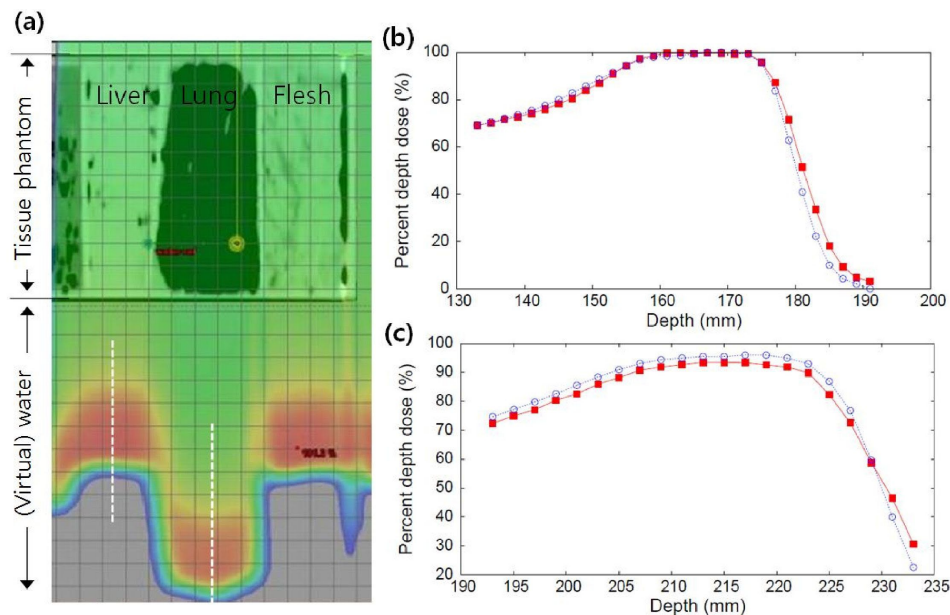 (a)
Tissue phantom
(Virtual) water
Liver Lung Flesh
(b)
Percent depth dose (%)
100
80
60
40
20
0
130 140 150 160 170 180 190 200
Depth (mm)
(c)
Percent depth dose (%)
100
90
80
70
60
50
40
30
20
190 195 200 205 210 215 220 225 230 235
Depth (mm)